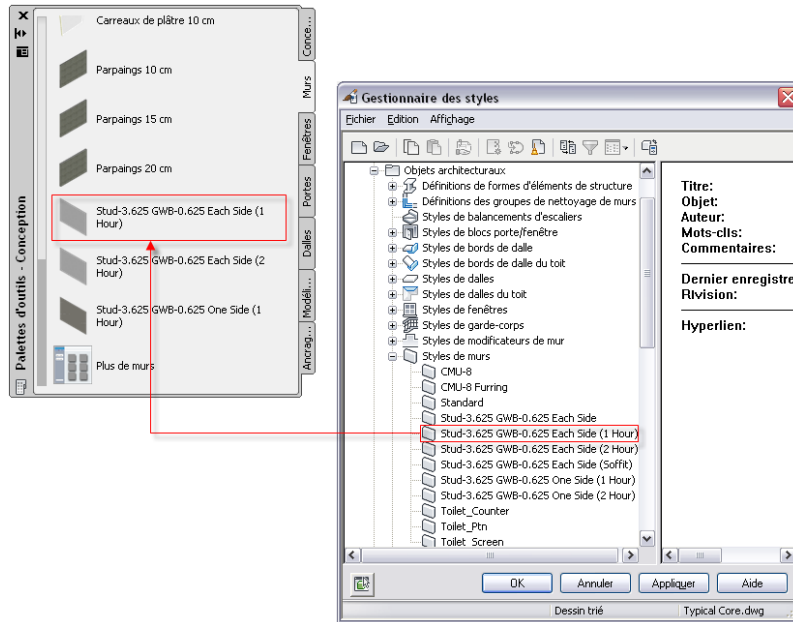 Carreaux de plâtre 10 cm
Parpaings 10 cm
Parpaings 15 cm
Parpaings 20 cm
Stud-3.625 GWB-0.625 Each Side (1
Hour)
Stud-3.625 GWB-0.625 Each Side (2
Hour)
Stud-3.625 GWB-0.625 One Side (1
Hour)
Plus de murs
Palettes d'outils - Conception
Conce...
Murs
Fenêtres
Portes
Dalles
Modéli...
Ancrag...
Gestionnaire des styles
Fichier Edition Affichage
Objets architecturaux
Définitions de formes d'éléments de structure
Définitions des groupes de nettoyage de murs
Styles de balancements d'escaliers
Styles de blocs porte/fenêtre
Styles de bords de dalle
Styles de bords de dalle du toit
Styles de dalles
Styles de dalles du toit
Styles de fenêtres
Styles de garde-corps
Styles de modificateurs de mur
Styles de murs
CMU-8
CMU-8 Furring
Standard
Stud-3.625 GWB-0.625 Each Side
Stud-3.625 GWB-0.625 Each Side (1 Hour)
Stud-3.625 GWB-0.625 Each Side (2 Hour)
Stud-3.625 GWB-0.625 Each Side (Soffit)
Stud-3.625 GWB-0.625 One Side (1 Hour)
Stud-3.625 GWB-0.625 One Side (2 Hour)
Toilet_Counter
Toilet_Ptn
Toilet_Screen
Titre:
Objet:
Auteur:
Mots-clls:
Commentaires:
Dernier enregistre
RIvision:
Hyperlien:
OK Annuler Appliquer Aide
Dessin trié Typical Core.dwg